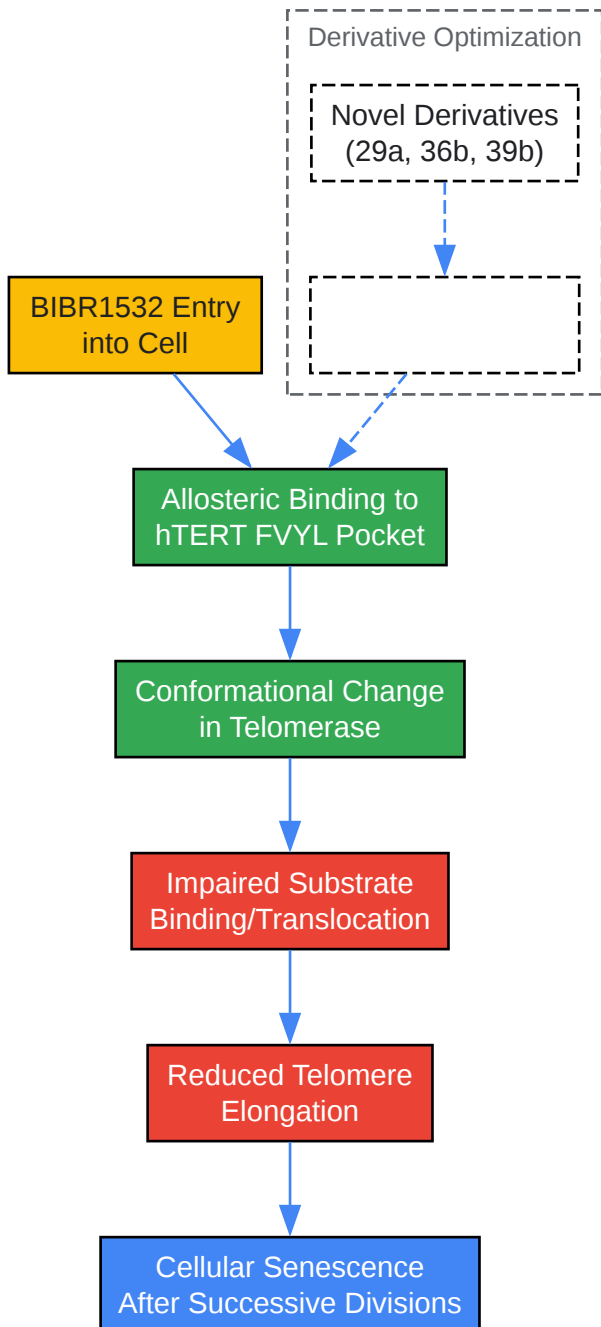 Derivative Optimization
Novel Derivatives
(29a, 36b, 39b)
BIBR1532 Entry
into Cell
Allosteric Binding to
hTERT FVYL Pocket
Conformational Change
in Telomerase
Impaired Substrate
Binding/Translocation
Reduced Telomere
Elongation
Cellular Senescence
After Successive Divisions